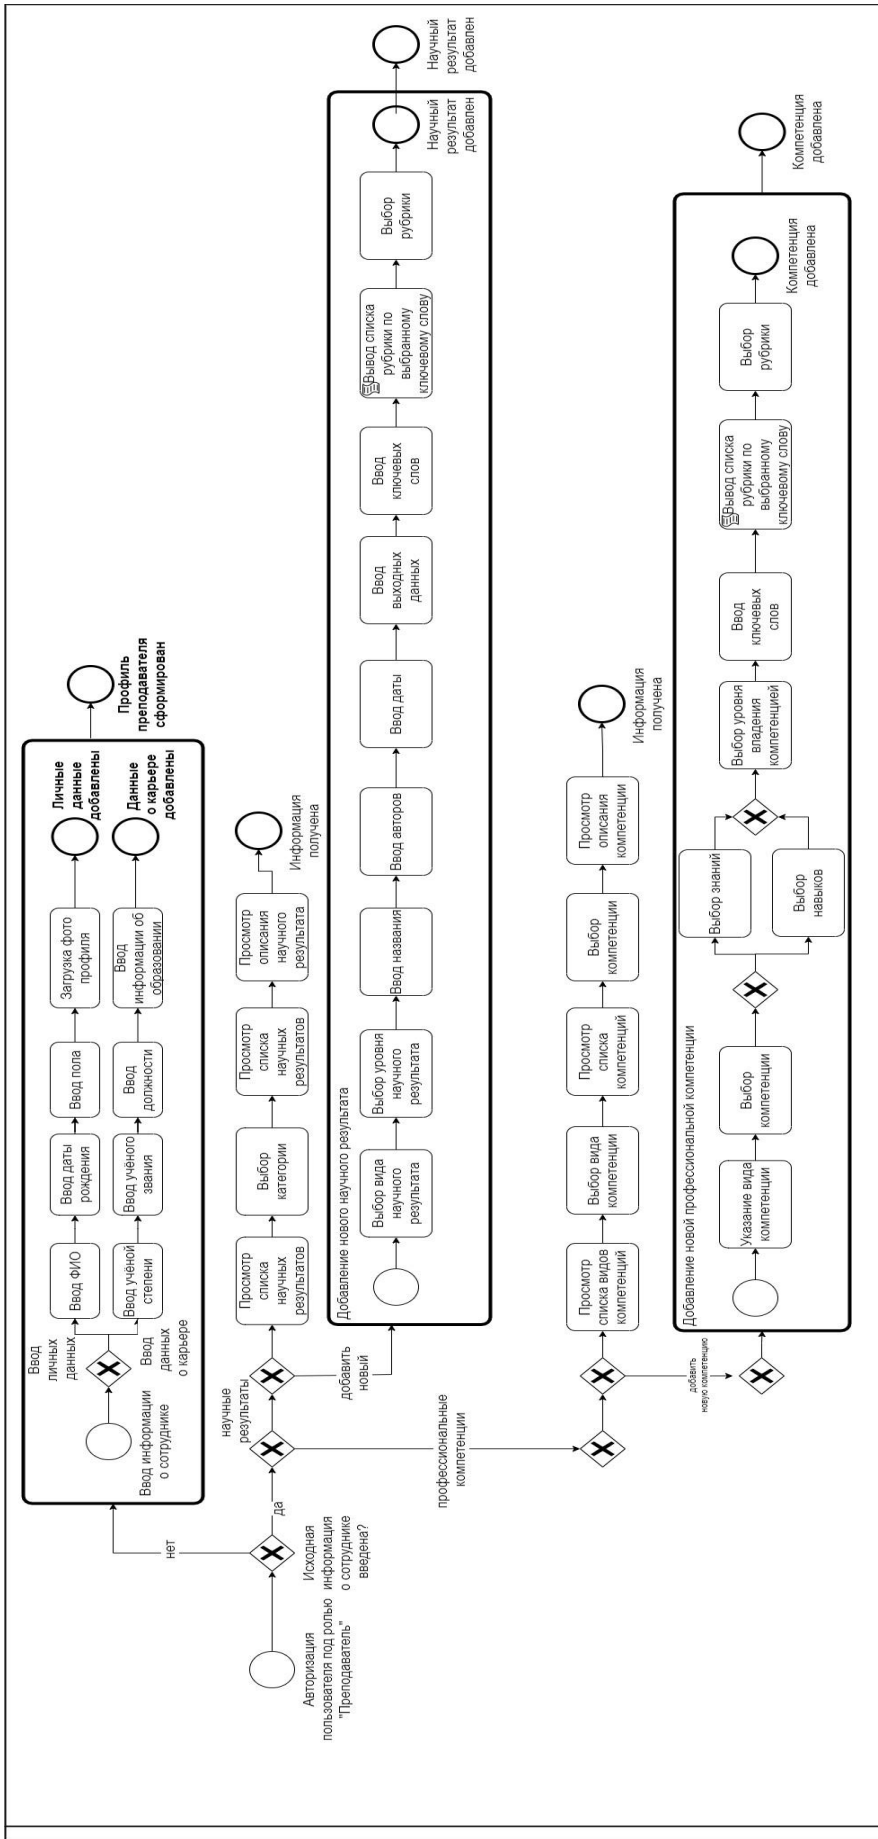 Авторизация
пользователя под ролью
"Преподаватель"
Исходная
информация
о сотруднике
введена?
нет
да
Ввод информации
о сотруднике
Ввод
личных
данных
Ввод
данных
о карьере
Ввод ФИО
Ввод даты
рождения
Ввод пола
Загрузка фото
профиля
Личные
данные
добавлены
Ввод учёной
степени
Ввод учёного
звания
Ввод
должности
Ввод
информации об
образовании
Данные
о карьере
добавлены
Профиль
преподавателя
сформирован
научные
результаты
Просмотр
списка
научных
результатов
Выбор
категории
Просмотр
списка
научных
результатов
Просмотр
описания
научного
результата
Информация
получена
добавить
новый
Добавление нового научного результата
Выбор вида
научного
результата
Выбор уровня
научного
результата
Ввод названия
Ввод авторов
Ввод даты
Ввод
выходных
данных
Ввод
ключевых
слов
Вывод списка
рубрики по
выбранному
ключевому слову
Выбор
рубрики
Научный
результат
добавлен
Научный
результат
добавлен
профессиональные
компетенции
Просмотр
списка видов
компетенций
Выбор вида
компетенции
Просмотр
списка
компетенций
Выбор
компетенции
Просмотр
описания
компетенции
Информация
получена
добавить
новую компетенцию
Добавление новой профессиональной компетенции
Указание вида
компетенции
Выбор
компетенции
Выбор знаний
Выбор
навыков
Выбор уровня
владения
компетенцией
Ввод
ключевых
слов
Вывод списка
рубрики по
выбранному
ключевому слову
Выбор
рубрики
Компетенция
добавлена
Компетенция
добавлена